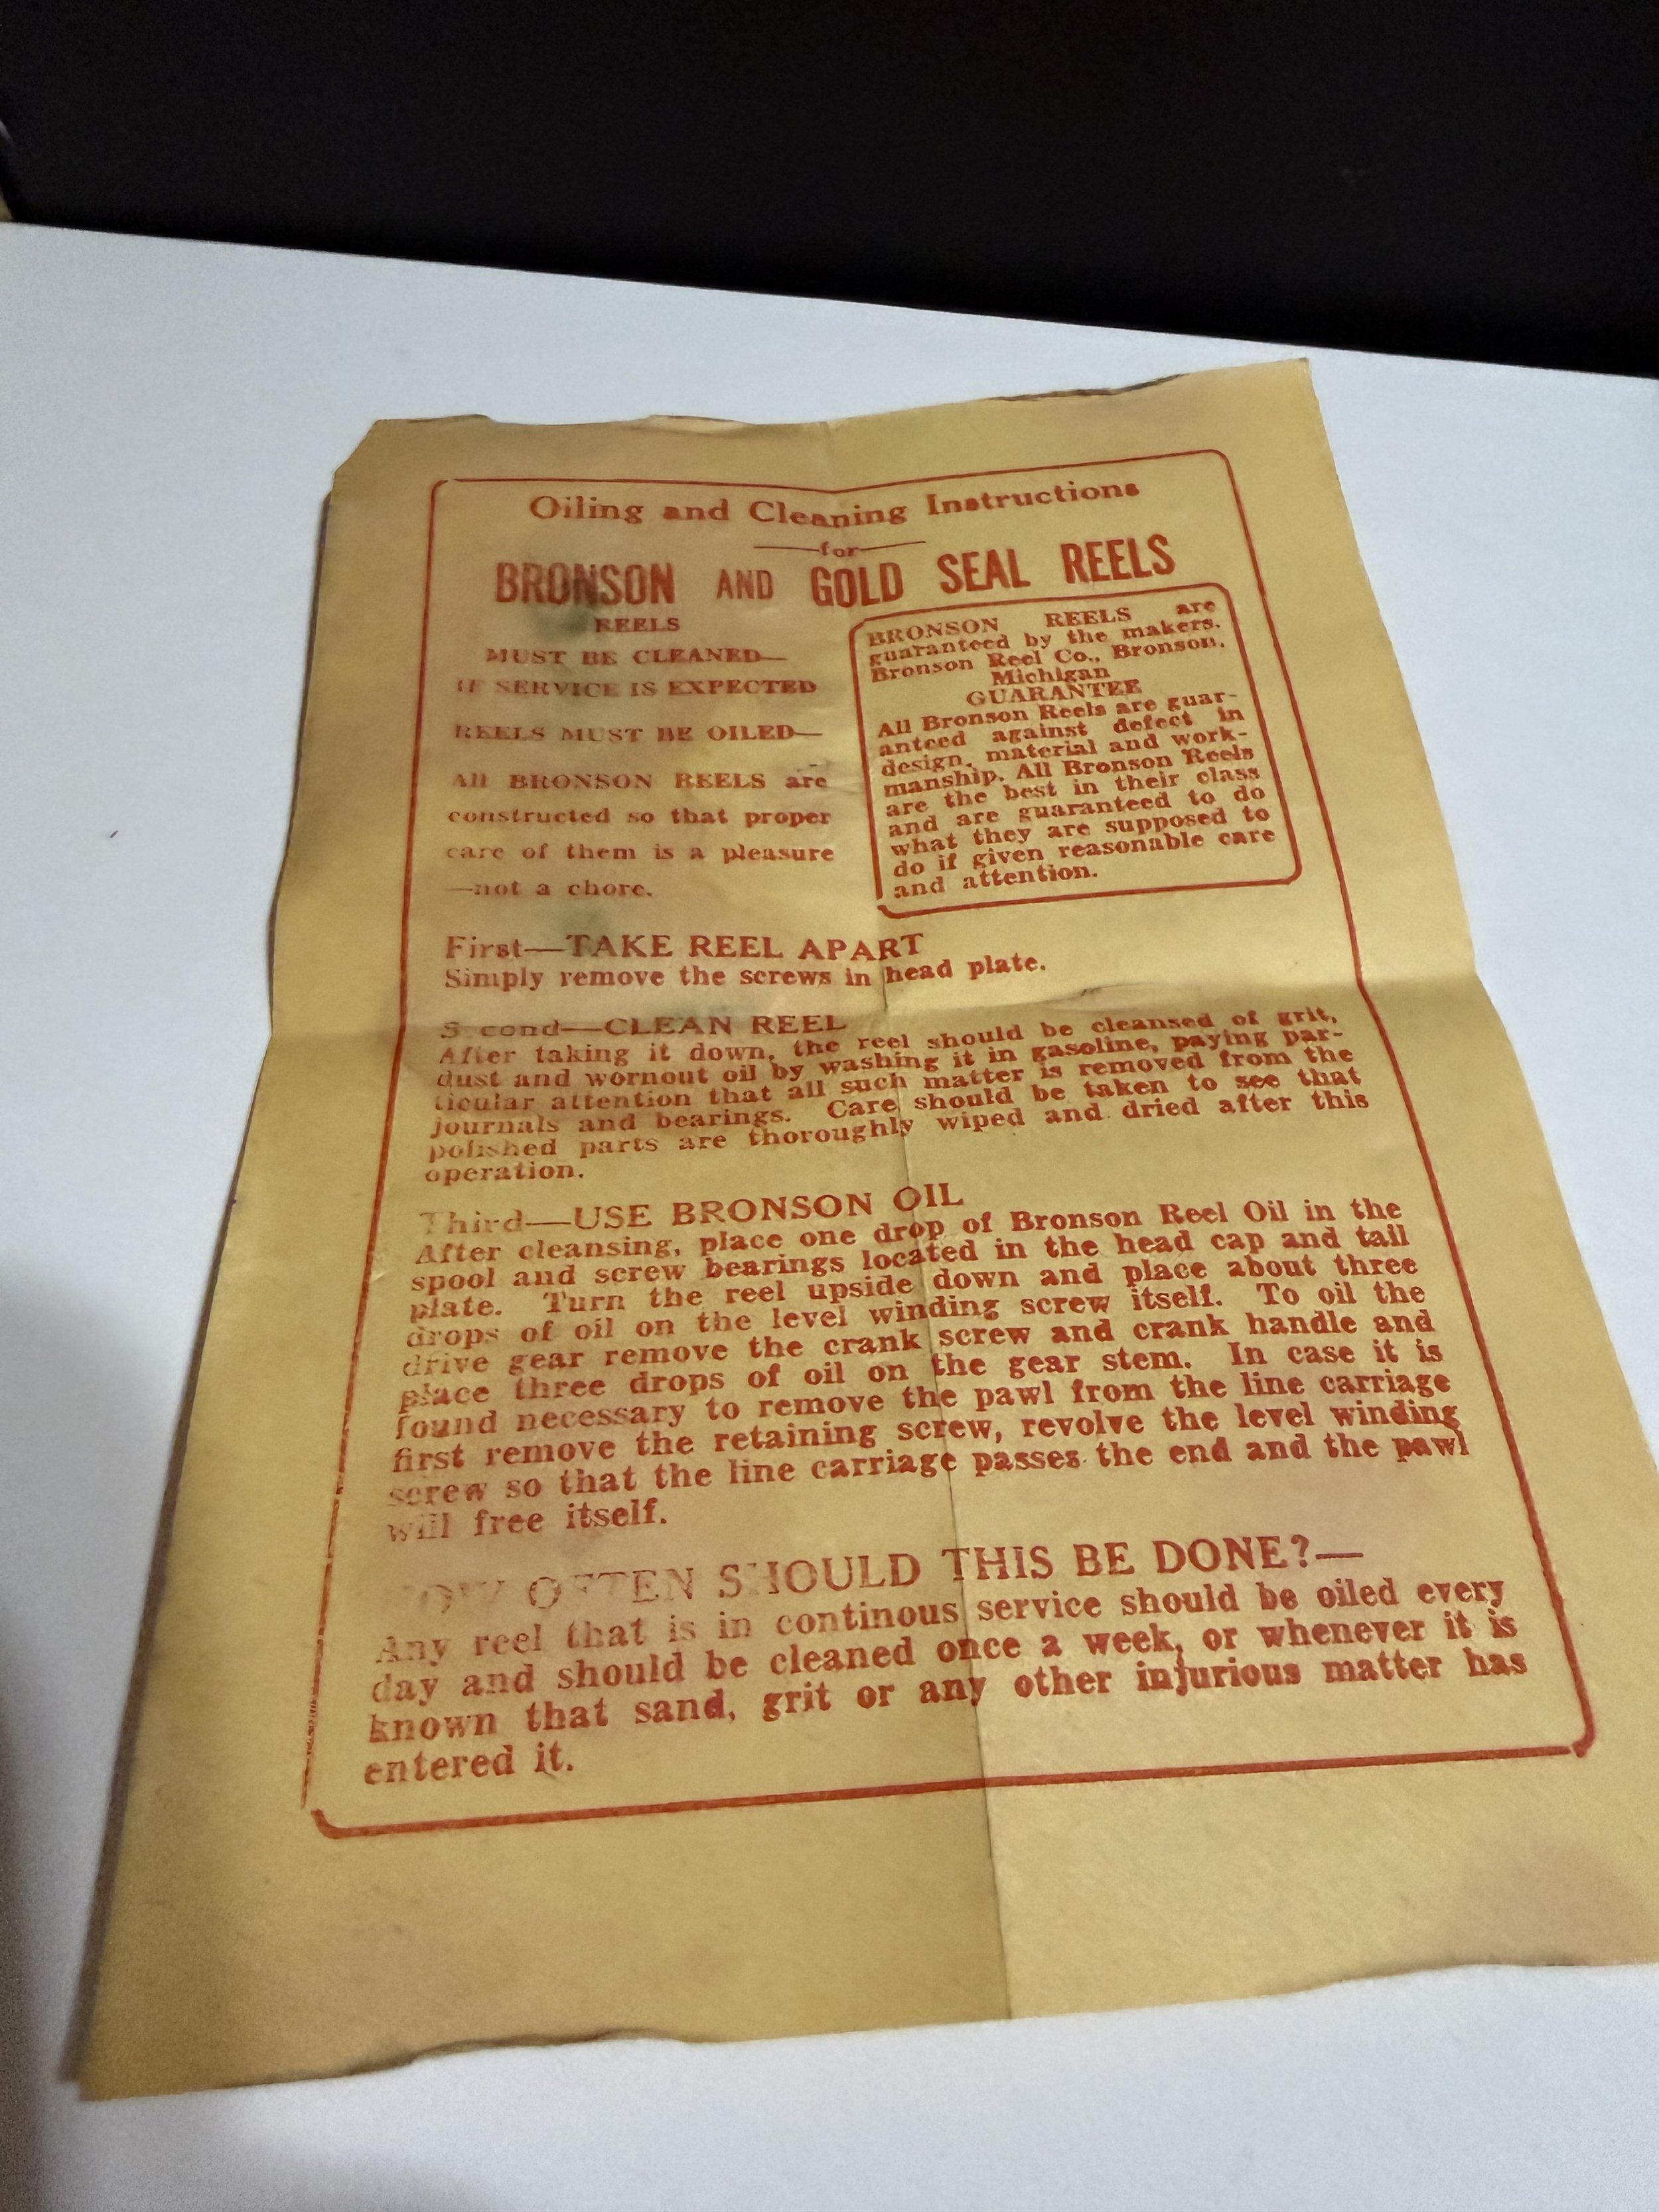 Oiling and Cleaning Instructions
—for—
BRONSON AND GOLD SEAL REELS
REELS
MUST BE CLEANED—
IF SERVICE IS EXPECTED
REELS MUST BE OILED—
All BRONSON REELS are
constructed so that proper
care of them is a pleasure
—not a chore.
BRONSON REELS are
guaranteed by the makers.
Bronson Reel Co., Bronson,
Michigan
GUARANTEE
All Bronson Reels are guar-
anteed against defect in
design, material and work-
manship. All Bronson Reels
are the best in their class
and are guaranteed to do
what they are supposed to
do if given reasonable care
and attention.
First—TAKE REEL APART
Simply remove the screws in head plate.
Second—CLEAN REEL
After taking it down, the reel should be cleansed of grit,
dust and wornout oil by washing it in gasoline, paying par-
ticular attention that all such matter is removed from the
journals and bearings. Care should be taken to see that
polished parts are thoroughly wiped and dried after this
operation.
Third—USE BRONSON OIL
After cleansing, place one drop of Bronson Reel Oil in the
spool and screw bearings located in the head cap and tail
plate. Turn the reel upside down and place about three
drops of oil on the level winding screw itself. To oil the
drive gear remove the crank screw and crank handle and
place three drops of oil on the gear stem. In case it is
found necessary to remove the pawl from the line carriage
first remove the retaining screw, revolve the level winding
screw so that the line carriage passes the end and the pawl
will free itself.
HOW OFTEN SHOULD THIS BE DONE?—
Any reel that is in continous service should be oiled every
day and should be cleaned once a week, or whenever it is
known that sand, grit or any other injurious matter has
entered it.